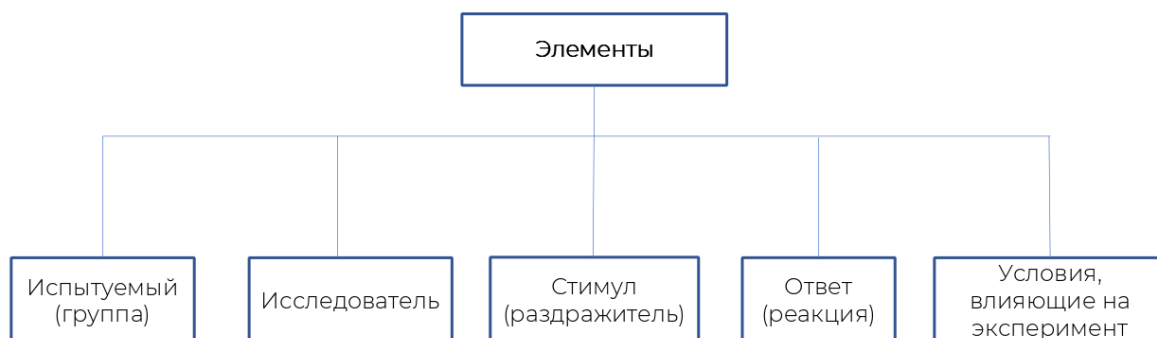 Элементы
Испытуемый
(группа)
Исследователь
Стимул
(раздражитель)
Ответ
(реакция)
Условия,
влияющие на
эксперимент